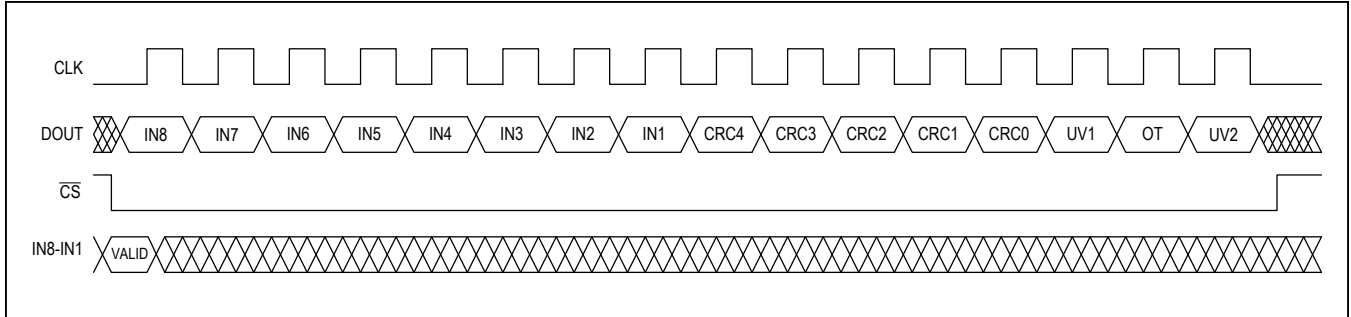 CLK
DOUT IN8 IN7 IN6 IN5 IN4 IN3 IN2 IN1 CRC4 CRC3 CRC2 CRC1 CRC0 UV1 OT UV2
CS
IN8-IN1 VALID